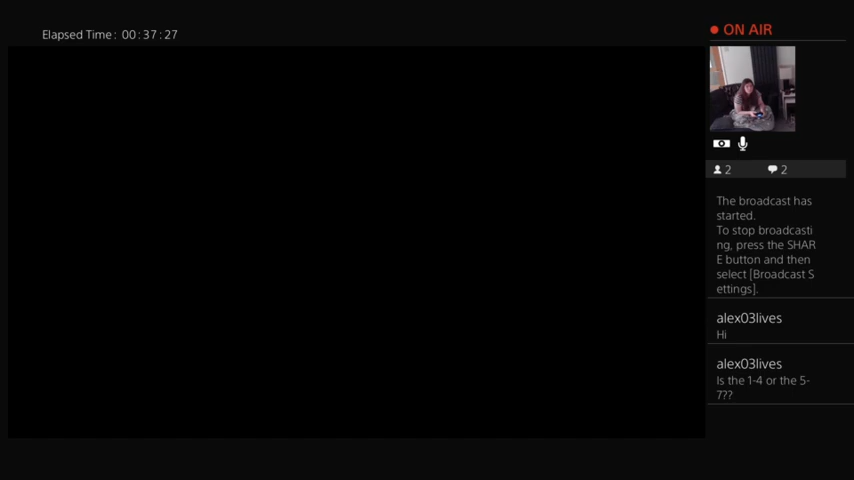 Elapsed Time: 00:37:27
ON AIR
2 2
The broadcast has
started.
To stop broadcasti
ng, press the SHAR
E button and then
select [Broadcast S
ettings].
alex03lives
Hi
alex03lives
Is the 1-4 or the 5-
7??